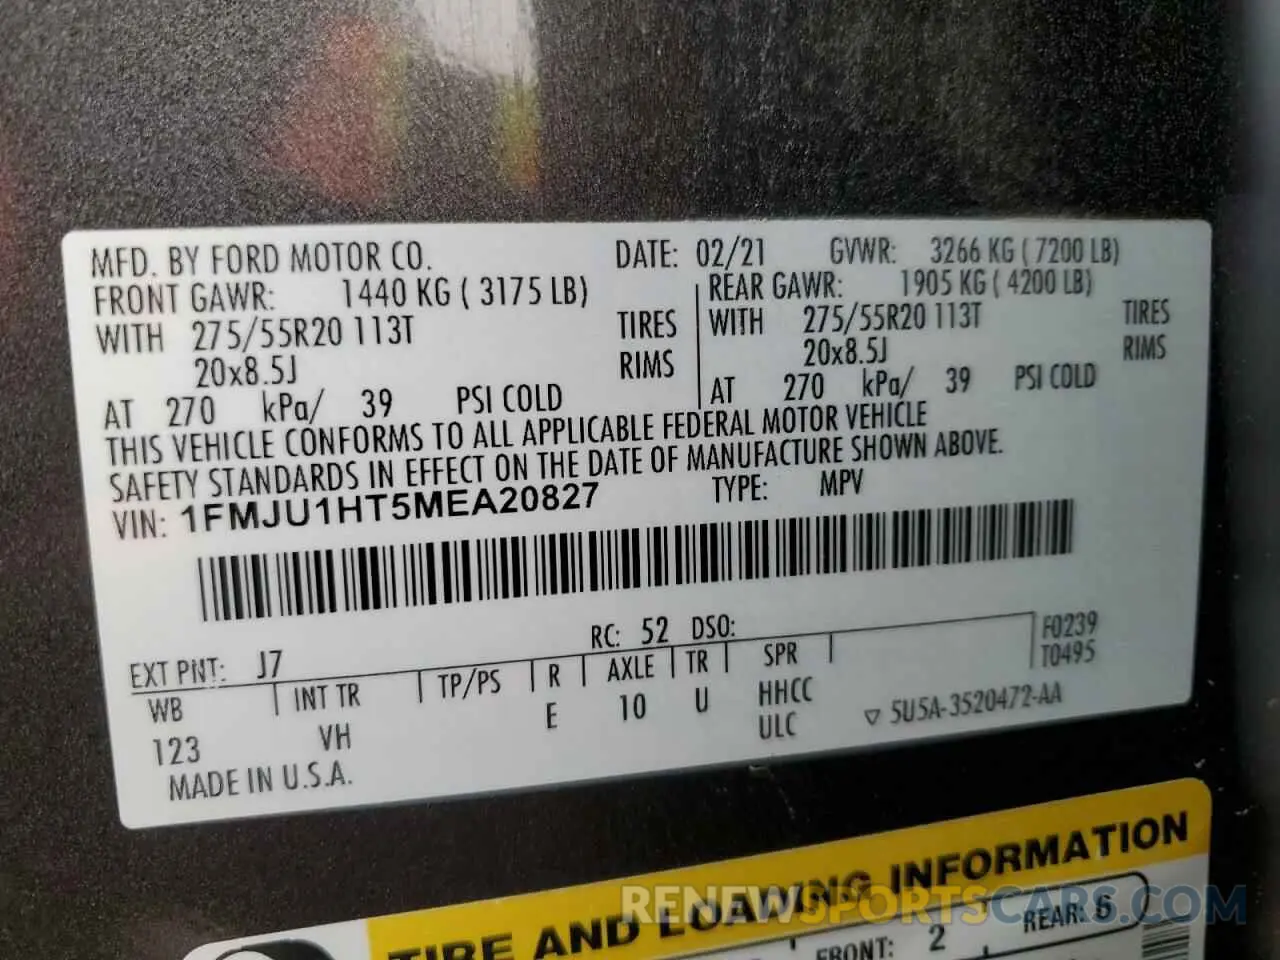 MFD. BY FORD MOTOR CO. DATE: 02/21 GVWR: 3266 KG ( 7200 LB)
FRONT GAWR: 1440 KG ( 3175 LB) REAR GAWR: 1905 KG ( 4200 LB)
WITH 275/55R20 113T TIRES WITH 275/55R20 113T TIRES
20x8.5J RIMS 20x8.5J RIMS
AT 270 kPa/ 39 PSI COLD AT 270 kPa/ 39 PSI COLD
THIS VEHICLE CONFORMS TO ALL APPLICABLE FEDERAL MOTOR VEHICLE
SAFETY STANDARDS IN EFFECT ON THE DATE OF MANUFACTURE SHOWN ABOVE.
VIN: 1FMJU1HT5MEA20827 TYPE: MPV
EXT PNT: J7 RC: 52 DSO: F0239
WB INT TR TP/PS R AXLE TR SPR T0495
123 VH E 10 U HHCC
ULC ▽ 5U5A-3520472-AA
MADE IN U.S.A.
TIRE AND LOADING INFORMATION
RENEWSPORTSCARS.COM
FRONT: 2 REAR: 6